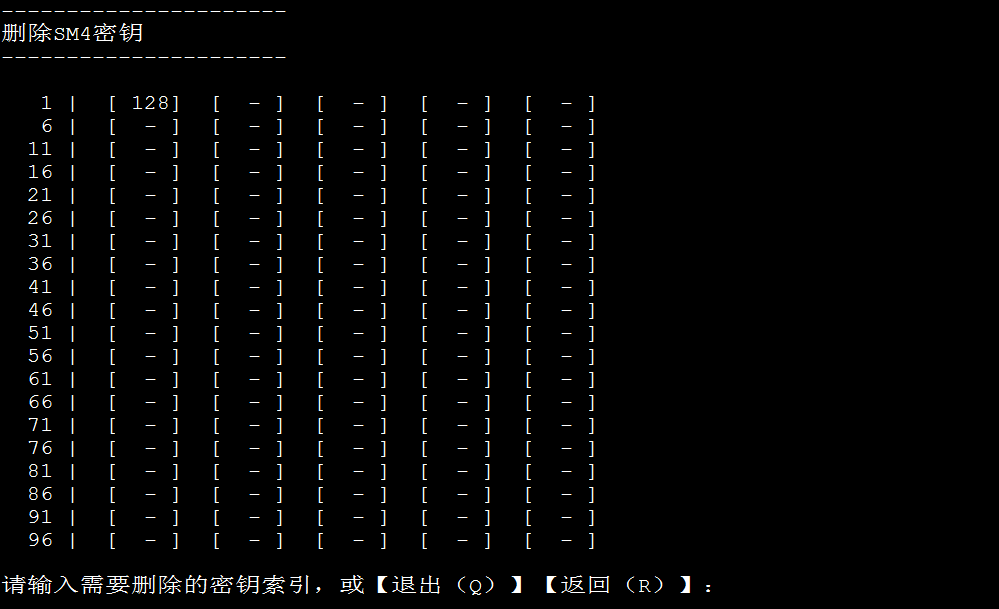 ----------------------
删除SM4密钥
----------------------
1 | [ 128] [ - ] [ - ] [ - ] [ - ]
6 | [ - ] [ - ] [ - ] [ - ] [ - ]
11 | [ - ] [ - ] [ - ] [ - ] [ - ]
16 | [ - ] [ - ] [ - ] [ - ] [ - ]
21 | [ - ] [ - ] [ - ] [ - ] [ - ]
26 | [ - ] [ - ] [ - ] [ - ] [ - ]
31 | [ - ] [ - ] [ - ] [ - ] [ - ]
36 | [ - ] [ - ] [ - ] [ - ] [ - ]
41 | [ - ] [ - ] [ - ] [ - ] [ - ]
46 | [ - ] [ - ] [ - ] [ - ] [ - ]
51 | [ - ] [ - ] [ - ] [ - ] [ - ]
56 | [ - ] [ - ] [ - ] [ - ] [ - ]
61 | [ - ] [ - ] [ - ] [ - ] [ - ]
66 | [ - ] [ - ] [ - ] [ - ] [ - ]
71 | [ - ] [ - ] [ - ] [ - ] [ - ]
76 | [ - ] [ - ] [ - ] [ - ] [ - ]
81 | [ - ] [ - ] [ - ] [ - ] [ - ]
86 | [ - ] [ - ] [ - ] [ - ] [ - ]
91 | [ - ] [ - ] [ - ] [ - ] [ - ]
96 | [ - ] [ - ] [ - ] [ - ] [ - ]
请输入需要删除的密钥索引，或【退出（Q）】【返回（R）】：